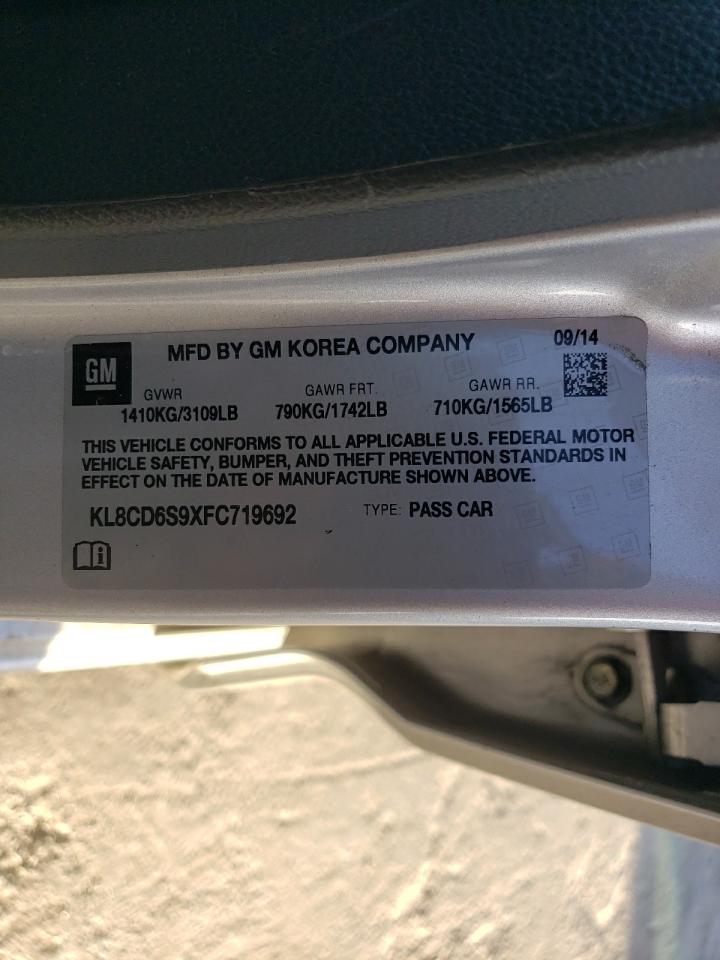 GM
MFD BY GM KOREA COMPANY 09/14
GVWR GAWR FRT. GAWR RR.
1410KG/3109LB 790KG/1742LB 710KG/1565LB
THIS VEHICLE CONFORMS TO ALL APPLICABLE U.S. FEDERAL MOTOR
VEHICLE SAFETY, BUMPER, AND THEFT PREVENTION STANDARDS IN
EFFECT ON THE DATE OF MANUFACTURE SHOWN ABOVE.
KL8CD6S9XFC719692 TYPE: PASS CAR